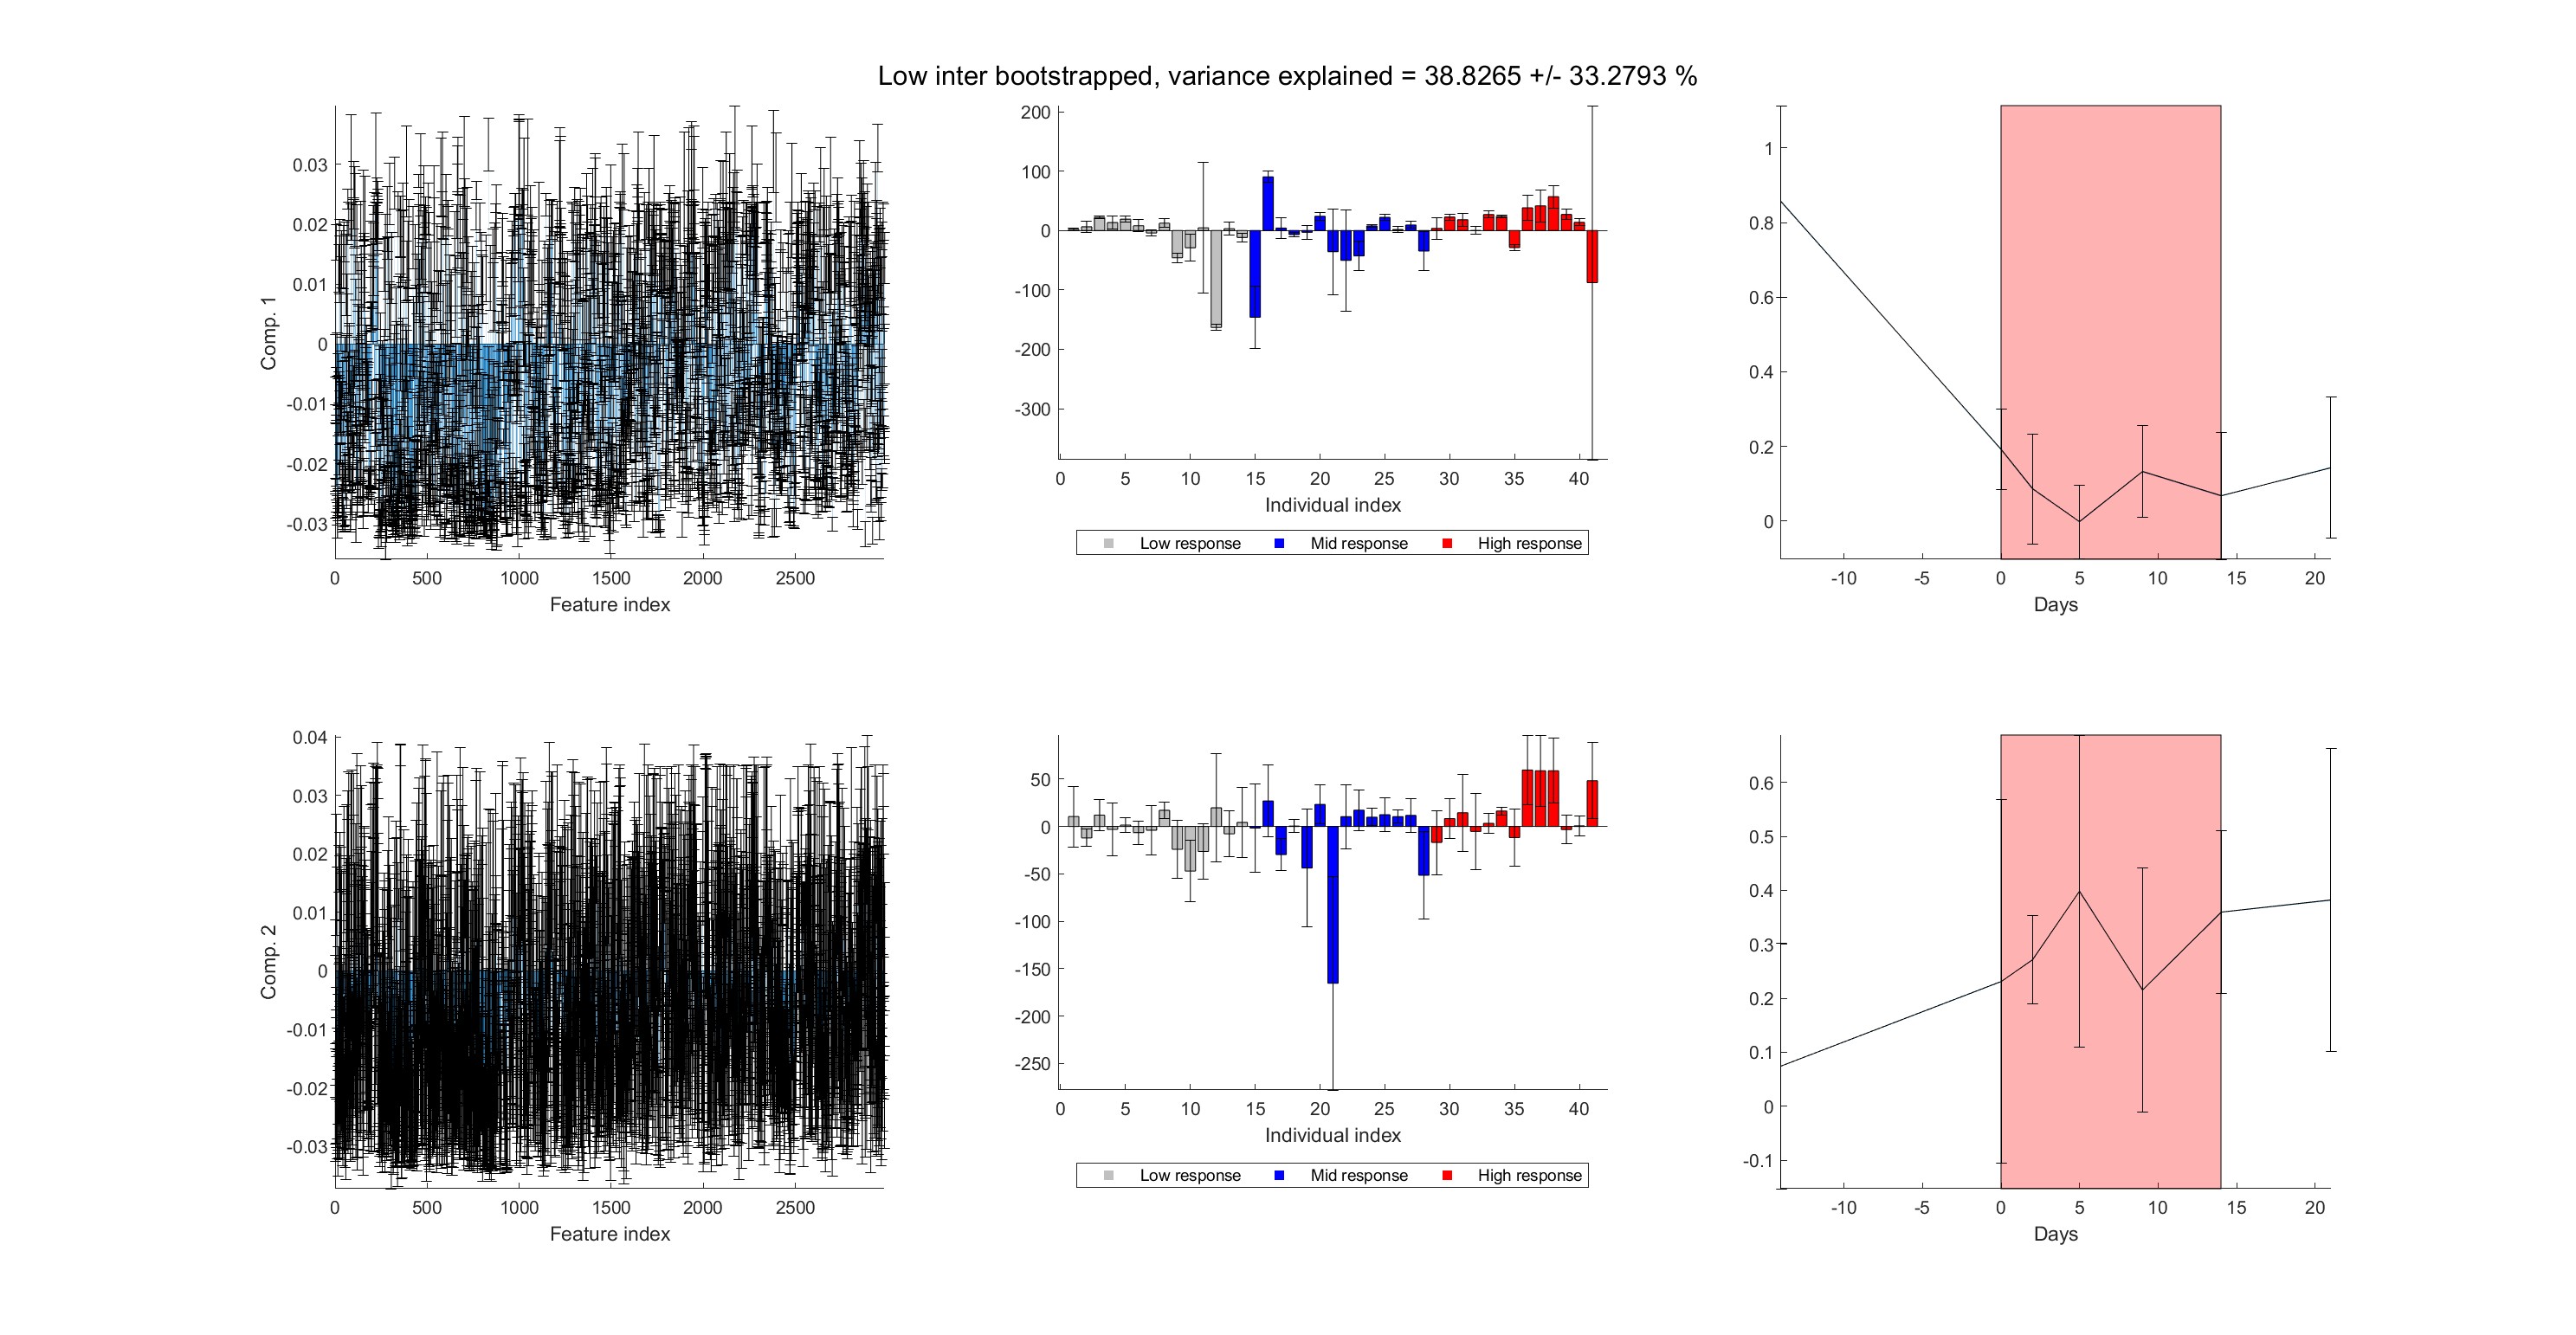 Low inter bootstrapped, variance explained = 38.8265 +/- 33.2793 %
Comp. 1
0.03
0.02
0.01
0
-0.01
-0.02
-0.03
0 500 1000 1500 2000 2500
Feature index
200
100
0
-100
-200
-300
0 5 10 15 20 25 30 35 40
Individual index
Low response Mid response High response
1
0.8
0.6
0.4
0.2
0
-10 -5 0 5 10 15 20
Days
Comp. 2
0.04
0.03
0.02
0.01
0
-0.01
-0.02
-0.03
0 500 1000 1500 2000 2500
Feature index
50
0
-50
-100
-150
-200
-250
0 5 10 15 20 25 30 35 40
Individual index
Low response Mid response High response
0.6
0.5
0.4
0.3
0.2
0.1
0
-0.1
-10 -5 0 5 10 15 20
Days